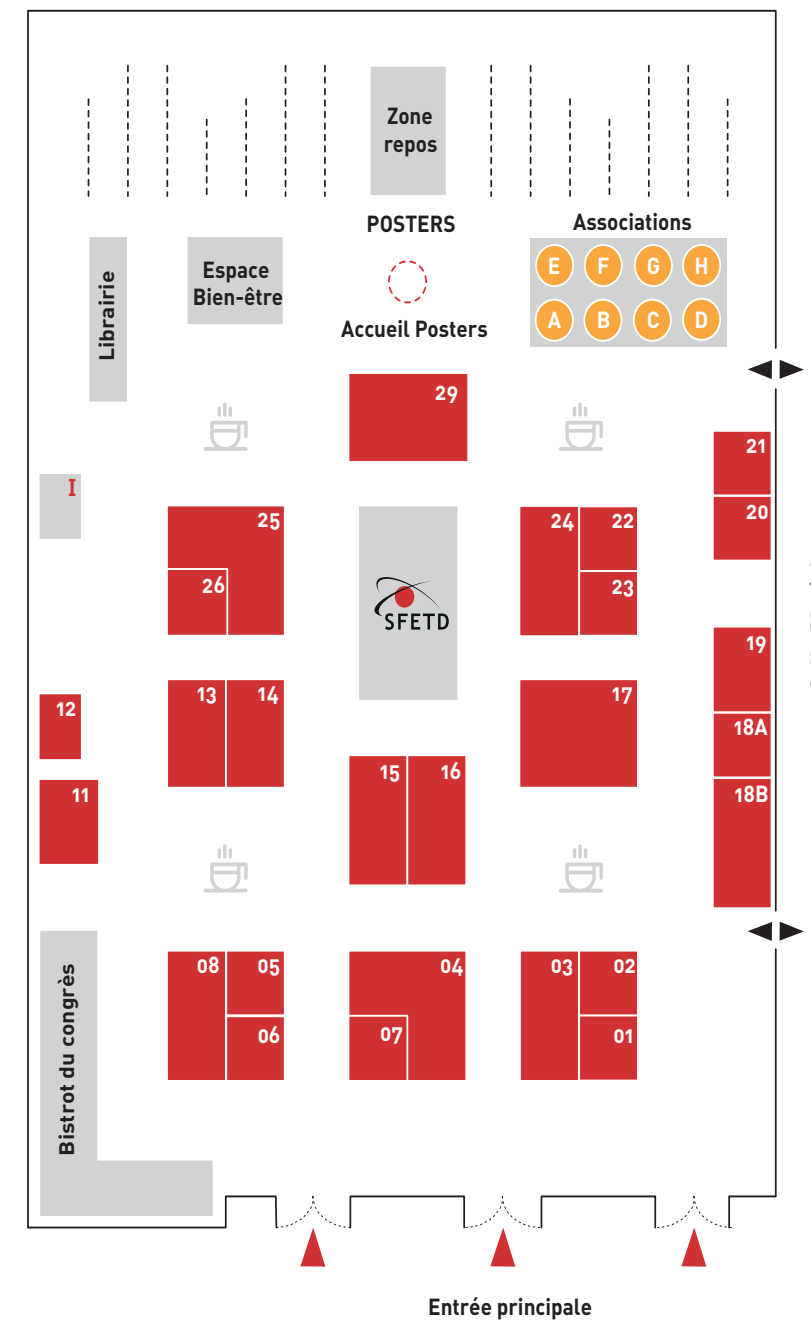 Zone
repos
POSTERS
Associations
E F G H
A B C D
Librairie
Espace
Bien-être
Accueil Posters
29
21
I
25
24
22
20
26
23
SFETD
19
12
13
14
17
18A
11
15
16
18B
08
05
04
03
02
06
07
01
Bistrot du congrès
Entrée principale